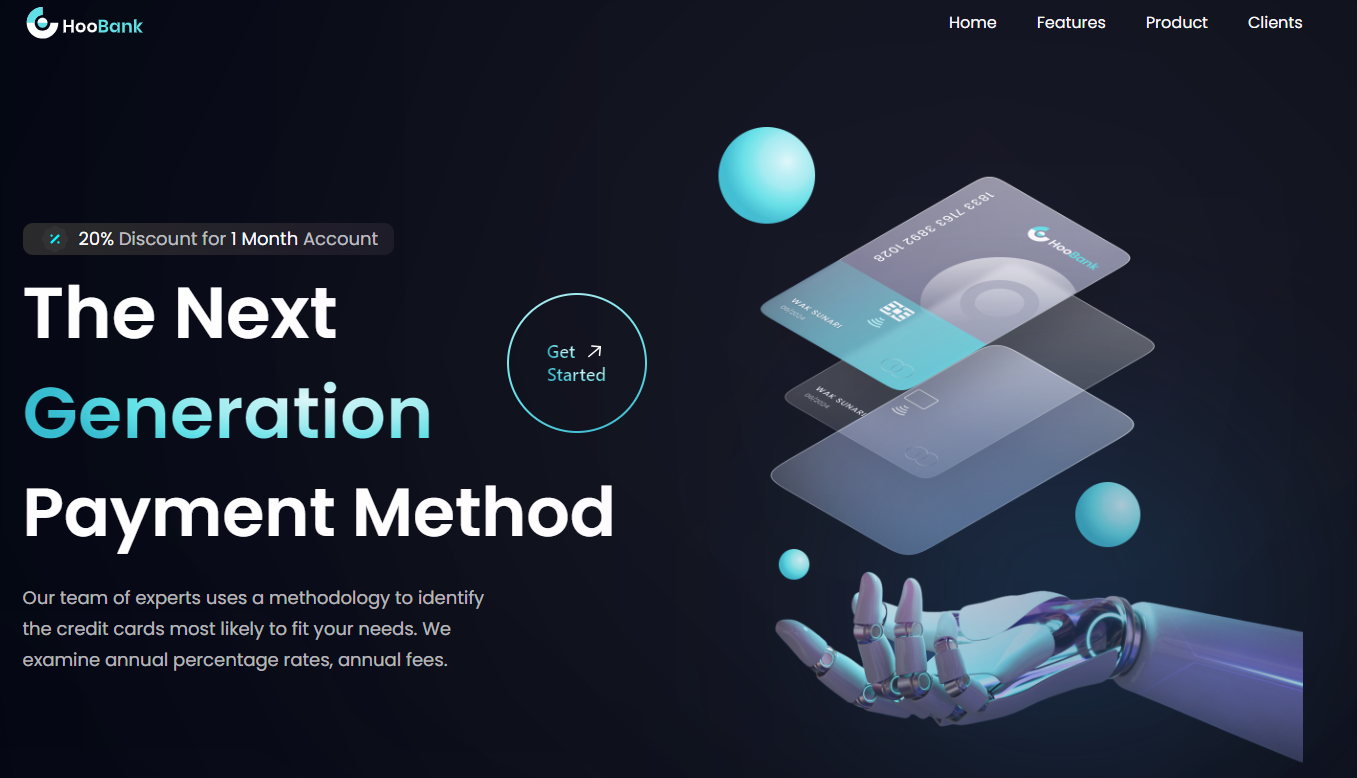 HooBank
Home Features Product Clients
20% Discount for 1 Month Account
The Next
Generation
Payment Method
Get
Started
Our team of experts uses a methodology to identify
the credit cards most likely to fit your needs. We
examine annual percentage rates, annual fees.
1833 7163 3892 1028
HooBank
WAK SUNARI
06/2024
WAK SUNARI
06/2024